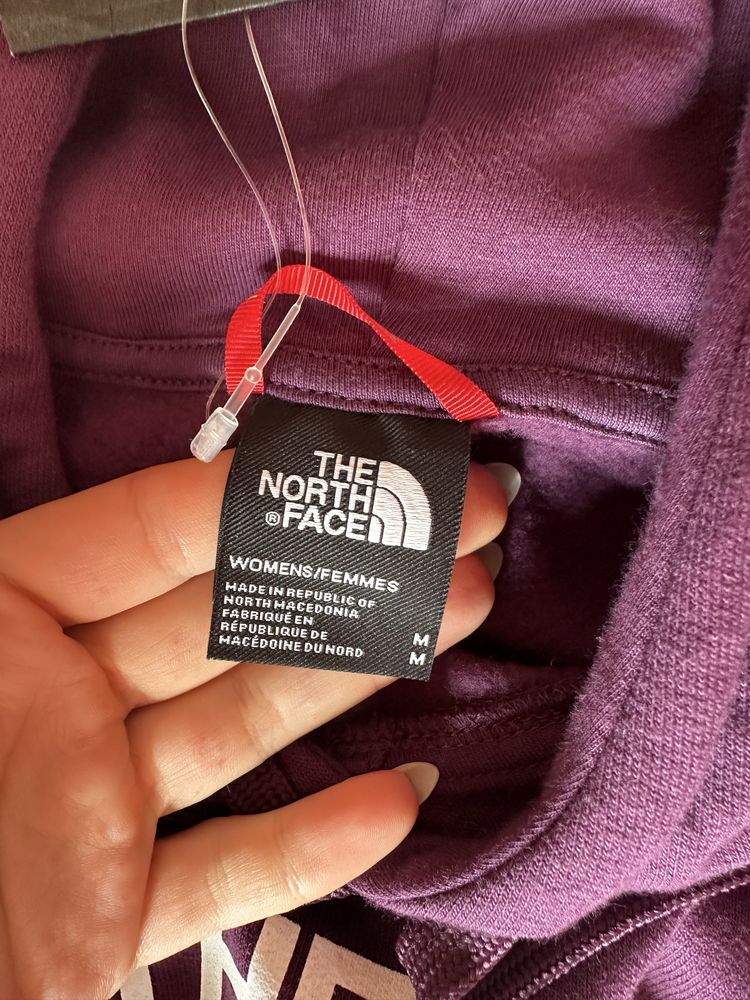 THE
NORTH
® FACE
WOMENS/FEMMES
MADE IN REPUBLIC OF
NORTH MACEDONIA
FABRIQUÉ EN
RÉPUBLIQUE DE
MACÉDOINE DU NORD
M
M